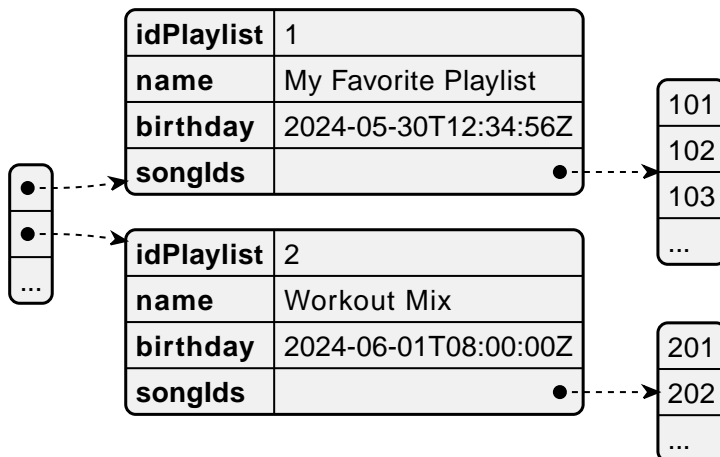 idPlaylist 1
name My Favorite Playlist
birthday 2024-05-30T12:34:56Z
songIds
101
102
103
...
...
idPlaylist 2
name Workout Mix
birthday 2024-06-01T08:00:00Z
songIds
201
202
...